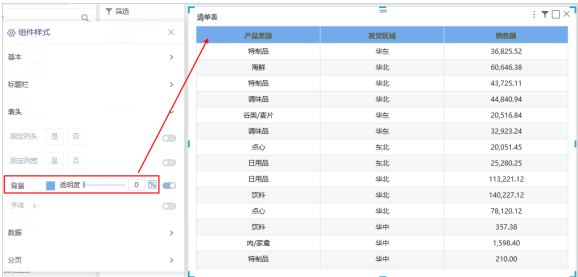 筛选
组件样式
基本
标题栏
表头
固定列头 是 否
固定列宽 是 否
背景 透明度 0 %
字体
数据
分页
清单表
产品类别 发货区域 销售额
特制品 华东 36,825.52
海鲜 华北 60,646.38
特制品 华北 43,725.11
调味品 华北 44,840.94
谷类/麦片 华东 20,516.84
调味品 华东 32,923.24
点心 东北 20,051.45
日用品 东北 25,280.25
日用品 华北 113,221.12
饮料 华北 140,227.12
点心 华北 78,120.12
饮料 华中 357.38
肉/家禽 华中 1,598.40
特制品 华中 210.00